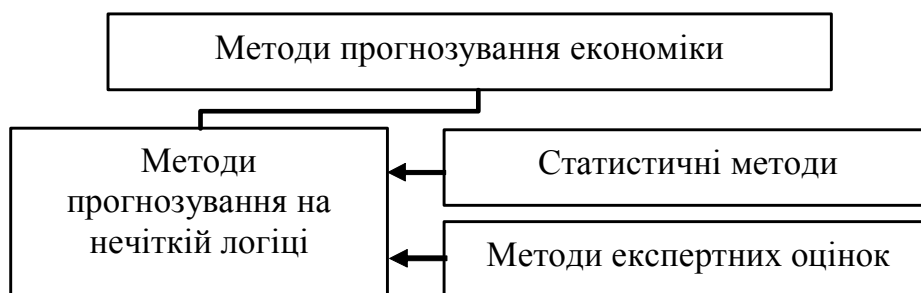 Методи прогнозування економіки
Методи
прогнозування на
нечіткій логіці
Статистичні методи
Методи експертних оцінок